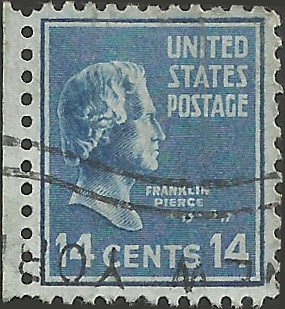 UNITED
STATES
POSTAGE
FRANKLIN
PIERCE
14 CENTS 14